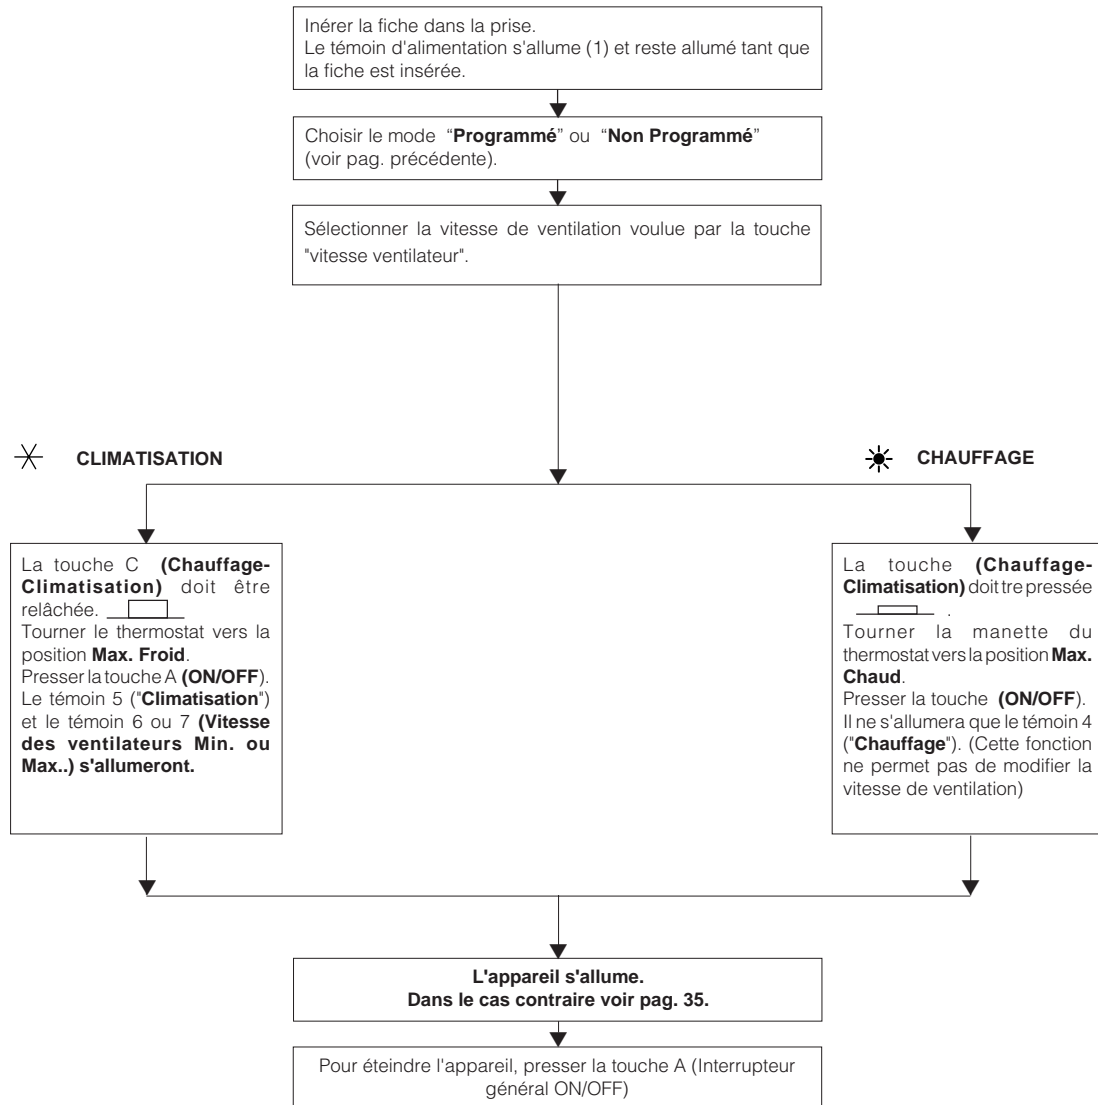 Inérer la fiche dans la prise.
Le témoin d'alimentation s'allume (1) et reste allumé tant que
la fiche est insérée.
Choisir le mode “Programmé” ou “Non Programmé”
(voir pag. précédente).
Sélectionner la vitesse de ventilation voulue par la touche
"vitesse ventilateur".
CLIMATISATION
CHAUFFAGE
La touche C (Chauffage-
Climatisation) doit être
relâchée.
Tourner le thermostat vers la
position Max. Froid.
Presser la touche A (ON/OFF).
Le témoin 5 ("Climatisation")
et le témoin 6 ou 7 (Vitesse
des ventilateurs Min. ou
Max..) s'allumeront.
La touche (Chauffage-
Climatisation) doit tre pressée
.
Tourner la manette du
thermostat vers la position Max.
Chaud.
Presser la touche (ON/OFF).
Il ne s'allumera que le témoin 4
("Chauffage"). (Cette fonction
ne permet pas de modifier la
vitesse de ventilation)
L'appareil s'allume.
Dans le cas contraire voir pag. 35.
Pour éteindre l'appareil, presser la touche A (Interrupteur
général ON/OFF)